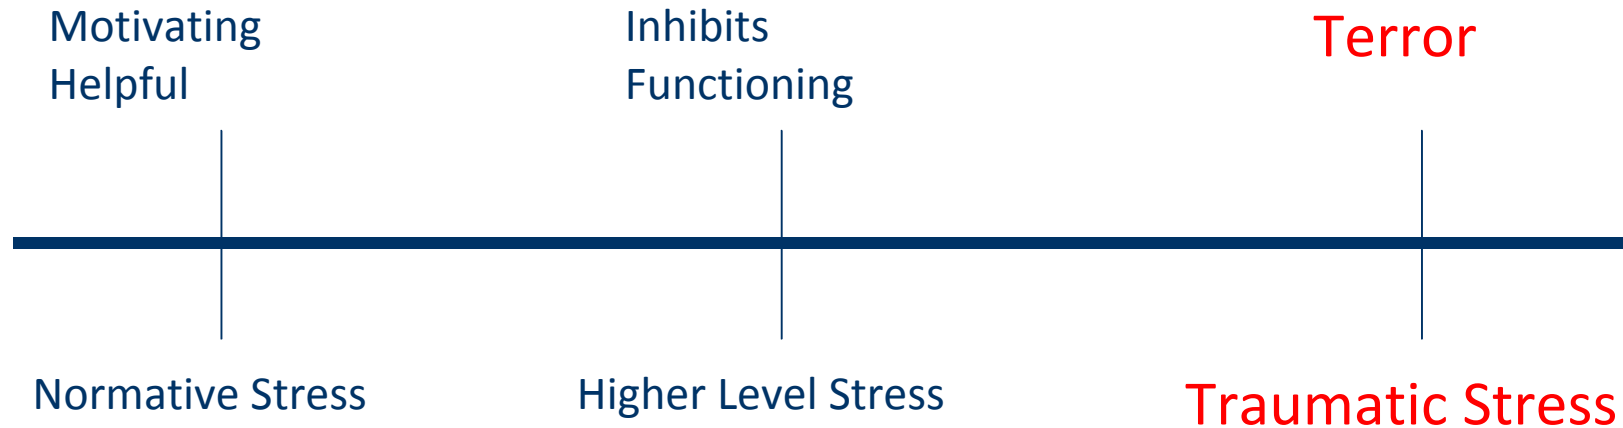 Motivating
Helpful
Inhibits
Functioning
Terror
Normative Stress
Higher Level Stress
Traumatic Stress